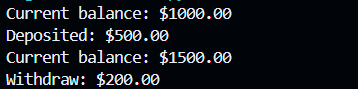 Current balance: $1000.00
Deposited: $500.00
Current balance: $1500.00
Withdraw: $200.00